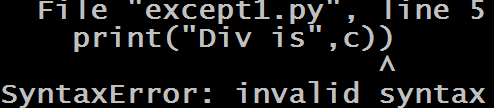 File "except1.py", line 5
print("Div is",c))
^
SyntaxError: invalid syntax